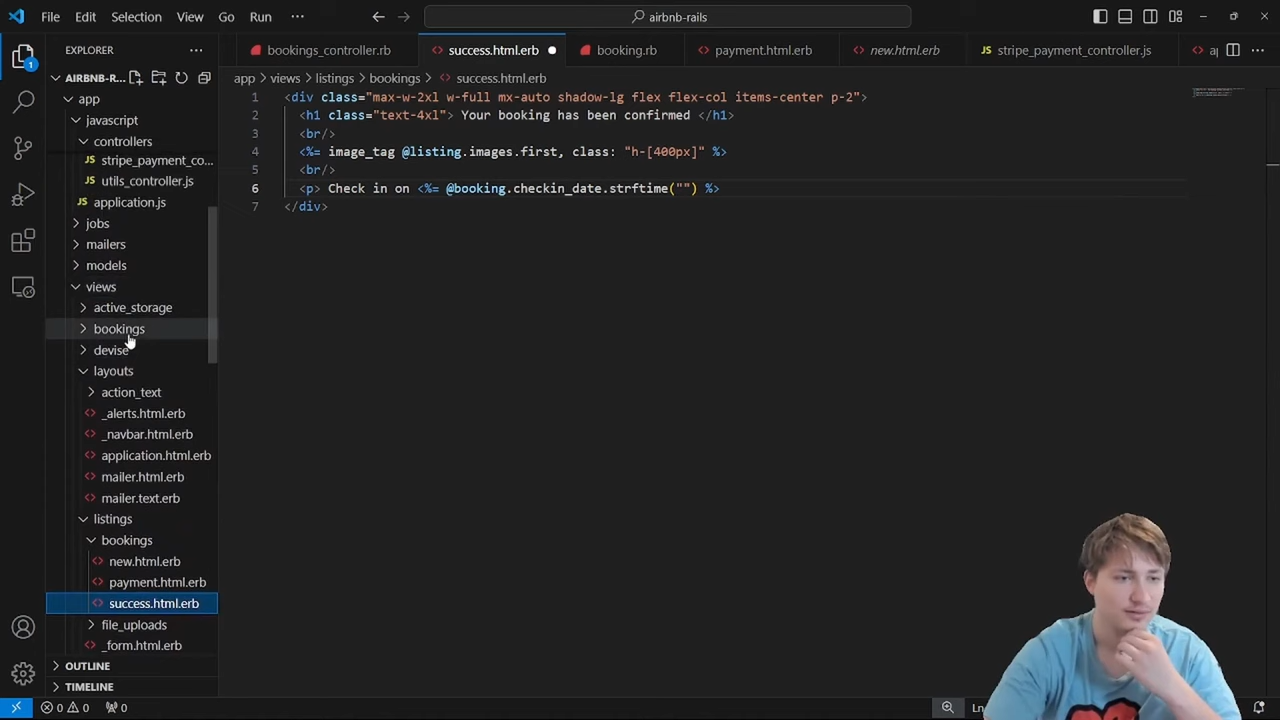 File Edit Selection View Go Run ··· airbnb-rails
EXPLORER ···
bookings_controller.rb success.html.erb booking.rb payment.html.erb new.html.erb stripe_payment_controller.js
AIRBNB-R...
app > views > listings > bookings > success.html.erb
app
javascript
controllers
stripe_payment_co...
utils_controller.js
application.js
jobs
mailers
models
views
active_storage
bookings
devise
layouts
action_text
_alerts.html.erb
_navbar.html.erb
application.html.erb
mailer.html.erb
mailer.text.erb
listings
bookings
new.html.erb
payment.html.erb
success.html.erb
file_uploads
_form.html.erb
OUTLINE
TIMELINE
1 <div class="max-w-2xl w-full mx-auto shadow-lg flex flex-col items-center p-2">
2 <h1 class="text-4xl"> Your booking has been confirmed </h1>
3 <br/>
4 <%= image_tag @listing.images.first, class: "h-[400px]" %>
5 <br/>
6 <p> Check in on <%= @booking.checkin_date.strftime("") %>
7 </div>
1
0 0 0